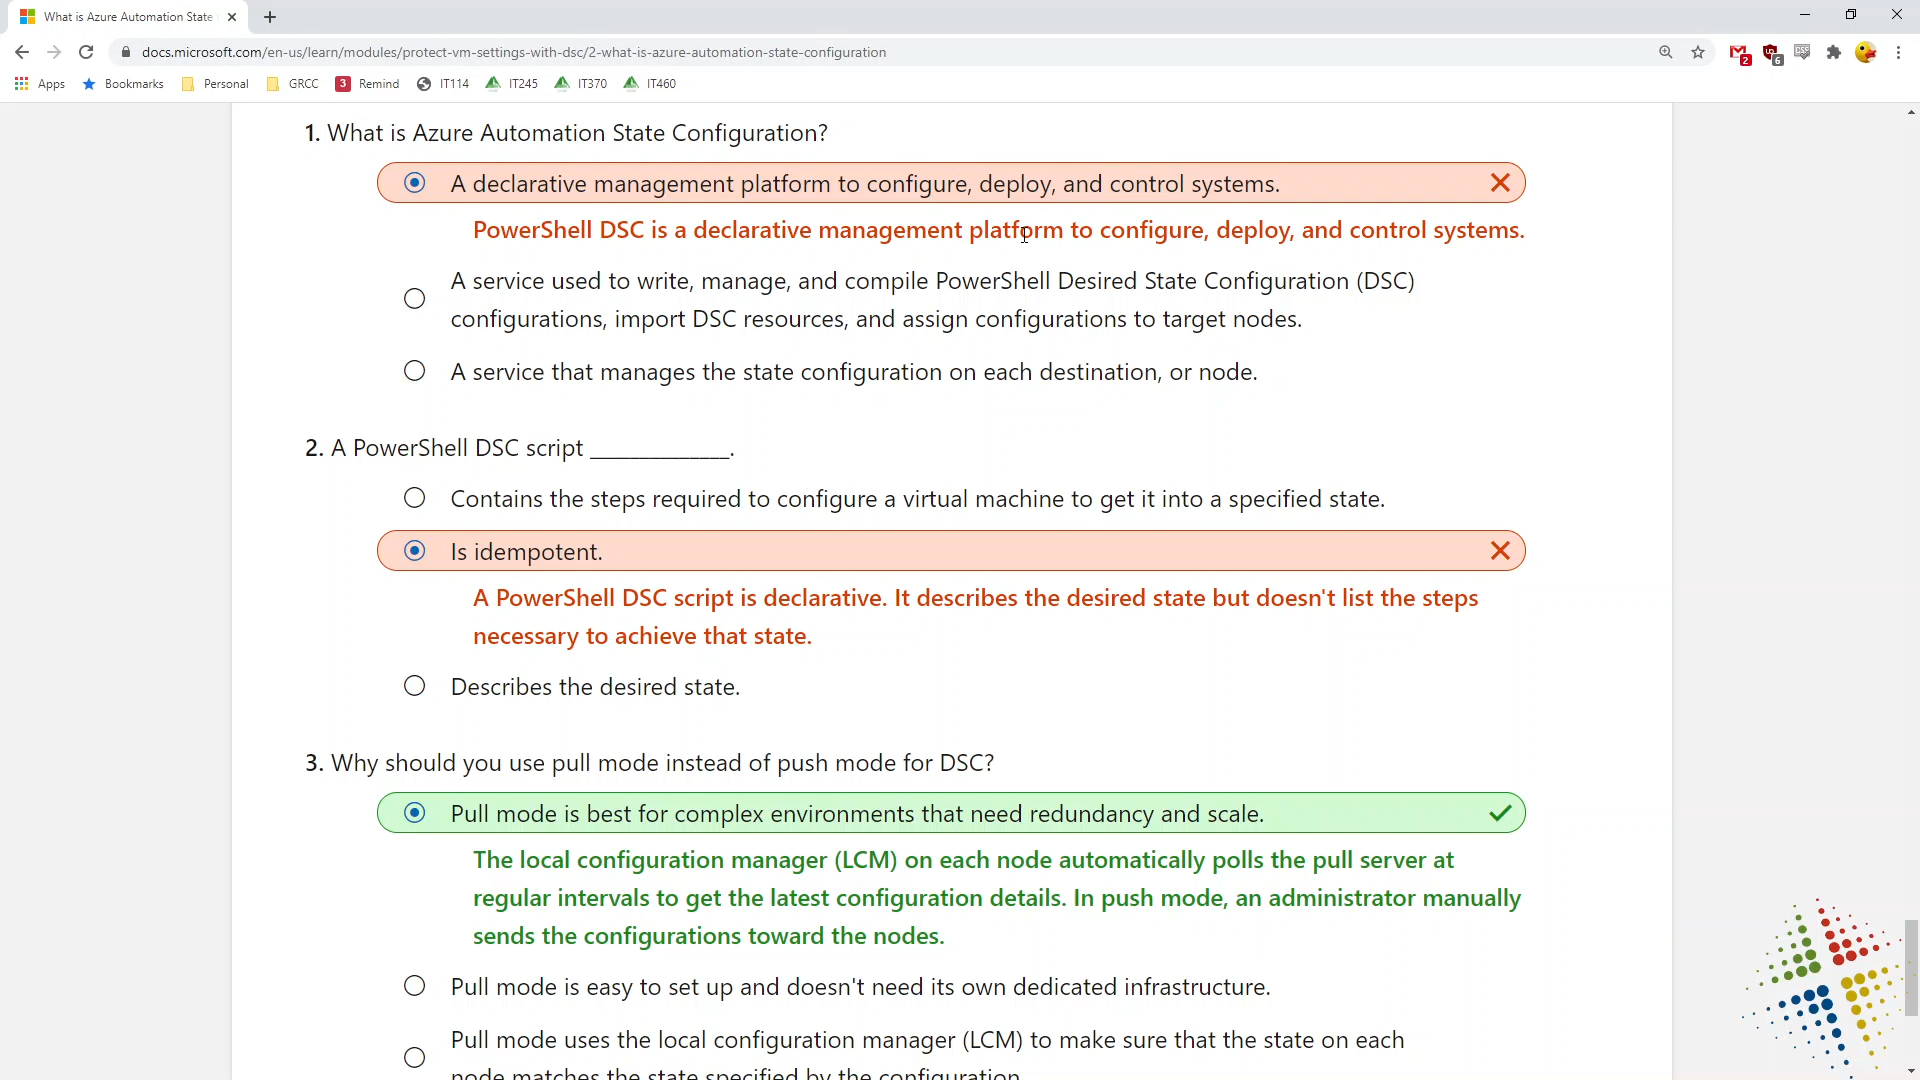 What is Azure Automation State
docs.microsoft.com/en-us/learn/modules/protect-vm-settings-with-dsc/2-what-is-azure-automation-state-configuration
2
6
Apps
Bookmarks
Personal
GRCC
3
Remind
IT114
IT245
IT370
IT460
1. What is Azure Automation State Configuration?
A declarative management platform to configure, deploy, and control systems.
PowerShell DSC is a declarative management platform to configure, deploy, and control systems.
A service used to write, manage, and compile PowerShell Desired State Configuration (DSC)
configurations, import DSC resources, and assign configurations to target nodes.
A service that manages the state configuration on each destination, or node.
2. A PowerShell DSC script ____________.
Contains the steps required to configure a virtual machine to get it into a specified state.
Is idempotent.
A PowerShell DSC script is declarative. It describes the desired state but doesn't list the steps
necessary to achieve that state.
Describes the desired state.
3. Why should you use pull mode instead of push mode for DSC?
Pull mode is best for complex environments that need redundancy and scale.
The local configuration manager (LCM) on each node automatically polls the pull server at
regular intervals to get the latest configuration details. In push mode, an administrator manually
sends the configurations toward the nodes.
Pull mode is easy to set up and doesn't need its own dedicated infrastructure.
Pull mode uses the local configuration manager (LCM) to make sure that the state on each
node matches the state specified by the configuration.